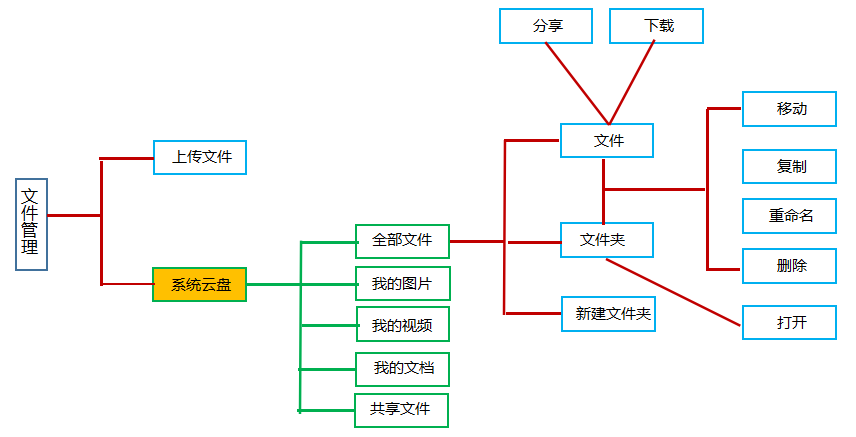 分享
下载
文件
移动
上传文件
复制
文件管理
重命名
全部文件
文件夹
删除
系统云盘
我的图片
我的视频
新建文件夹
打开
我的文档
共享文件